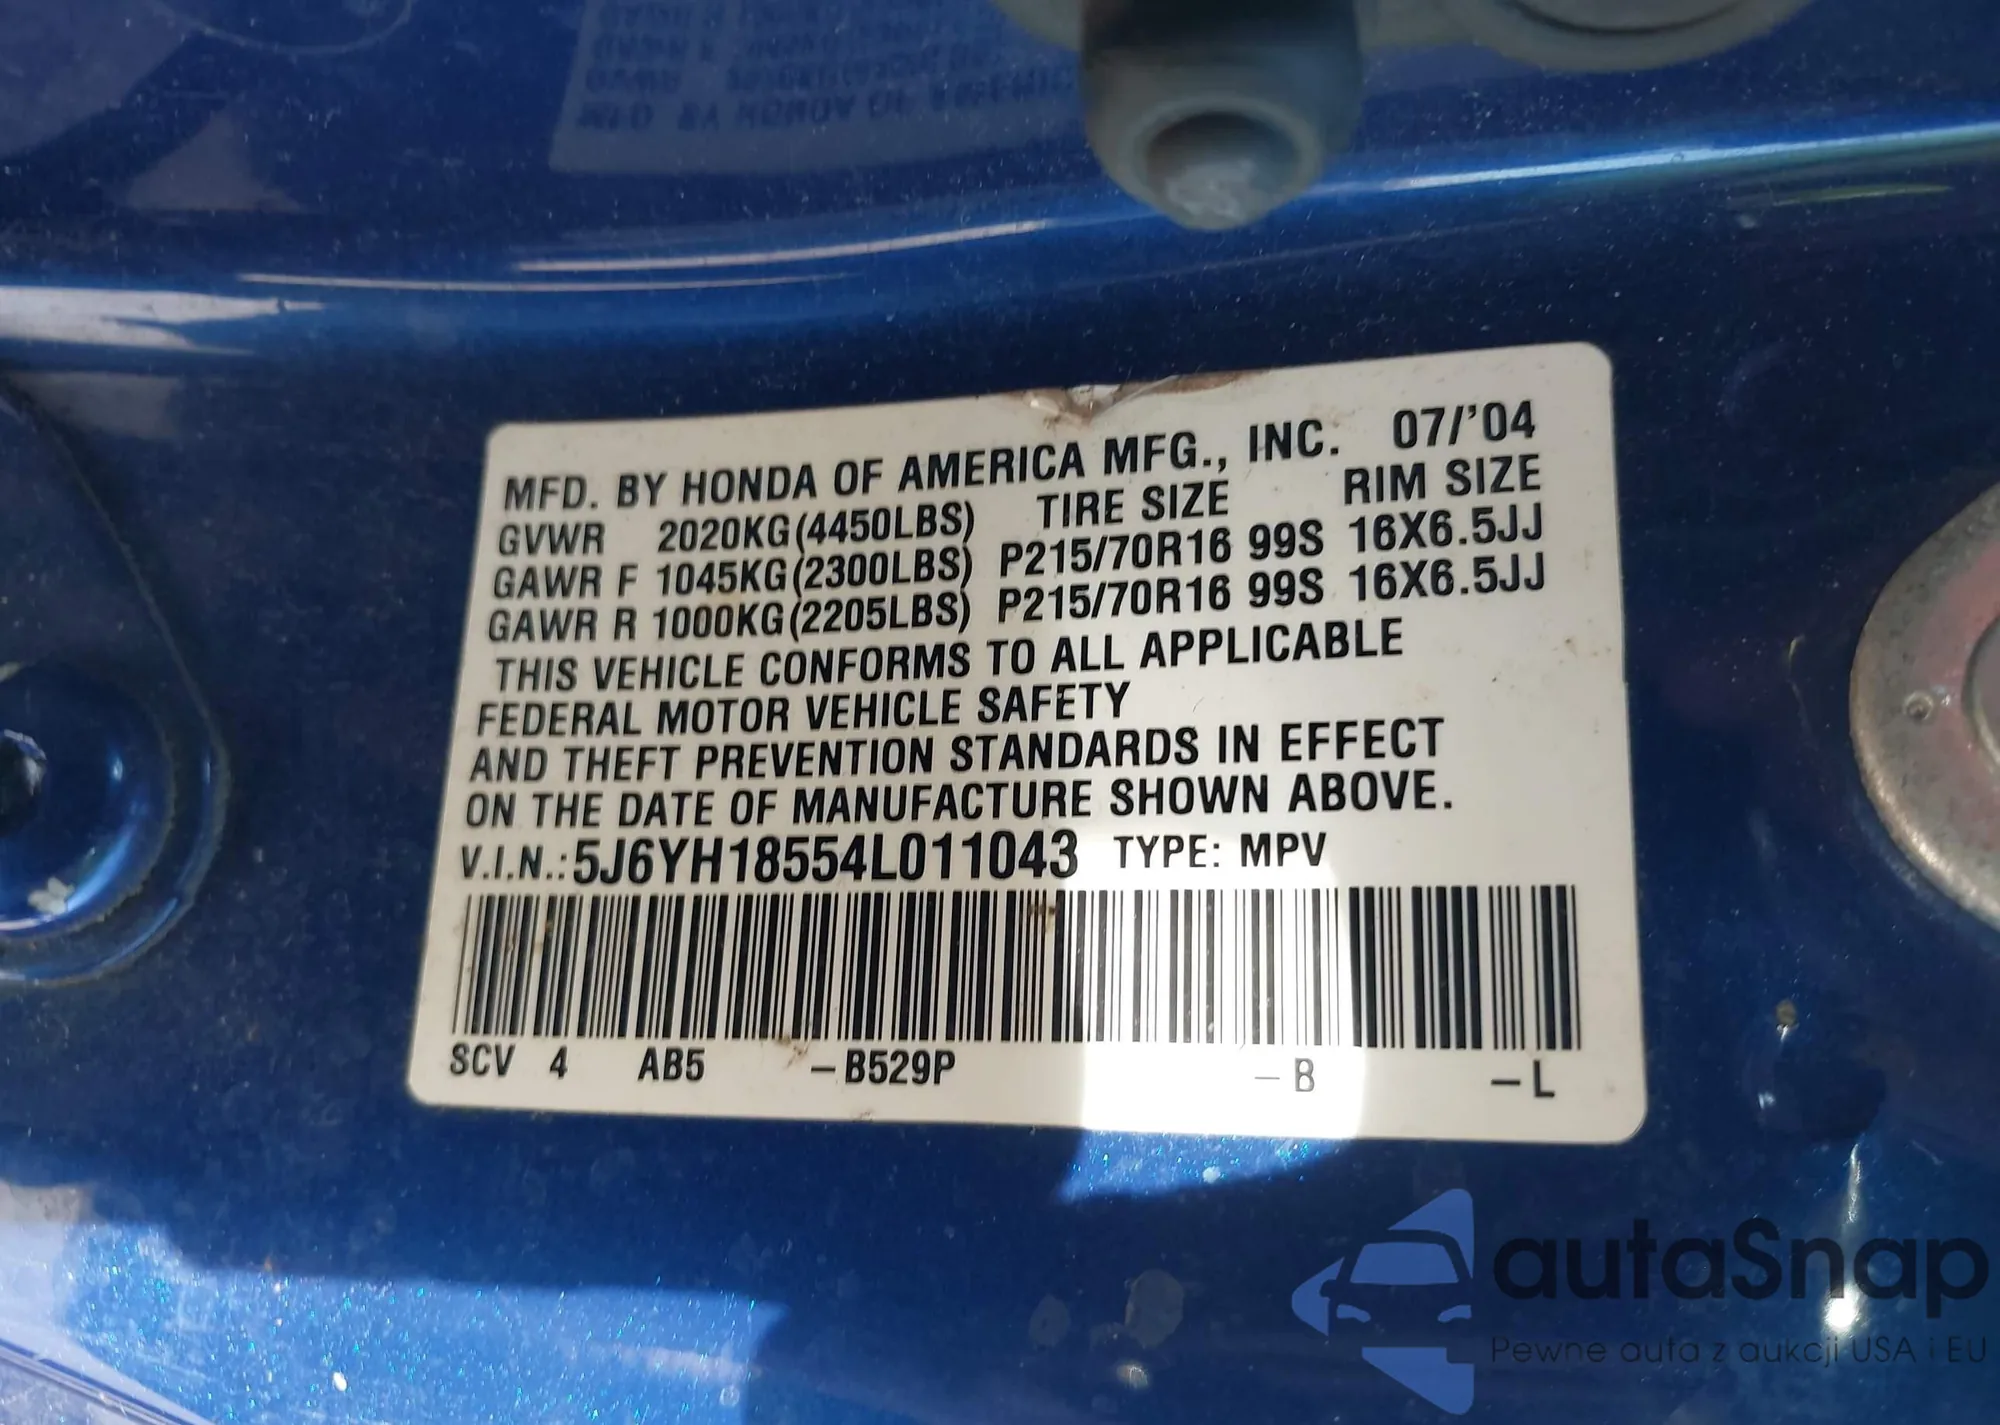 MFD. BY HONDA OF AMERICA MFG., INC. 07/'04
GVWR 2020KG(4450LBS) TIRE SIZE RIM SIZE
GAWR F 1045KG(2300LBS) P215/70R16 99S 16X6.5JJ
GAWR R 1000KG(2205LBS) P215/70R16 99S 16X6.5JJ
THIS VEHICLE CONFORMS TO ALL APPLICABLE
FEDERAL MOTOR VEHICLE SAFETY
AND THEFT PREVENTION STANDARDS IN EFFECT
ON THE DATE OF MANUFACTURE SHOWN ABOVE.
V.I.N.: 5J6YH18554L011043 TYPE: MPV
SCV 4 AB5 –B529P –B –L
autaSnap
Pewne auta z aukcji USA i EU